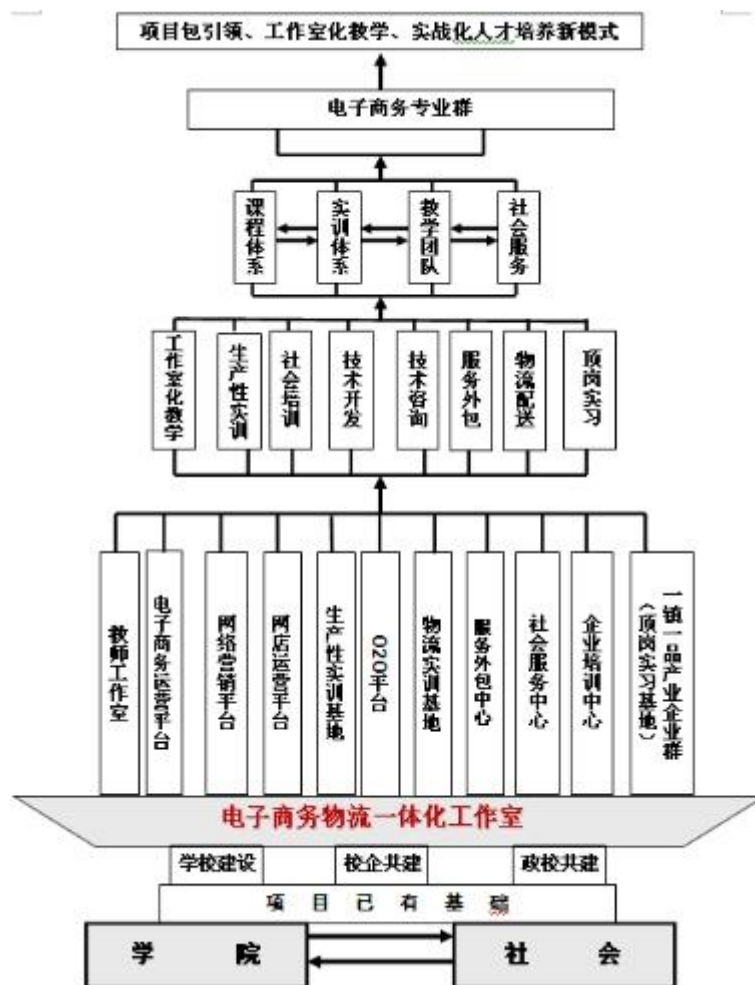 项目包引领、工作室化教学、实战化人才培养新模式
电子商务专业群
课程体系
实训体系
教学团队
社会服务
工作室化教学
生产性实训
社会培训
技术开发
技术咨询
服务外包
物流配送
顶岗实习
教师工作室
电子商务运营平台
网络营销平台
网店运营平台
生产性实训基地
O2O平台
物流实训基地
服务外包中心
社会服务中心
企业培训中心
一镇一品产业企业群
（顶岗实习基地）
电子商务物流一体化工作室
学校建设
校企共建
政校共建
项目已有基础
学院
社会